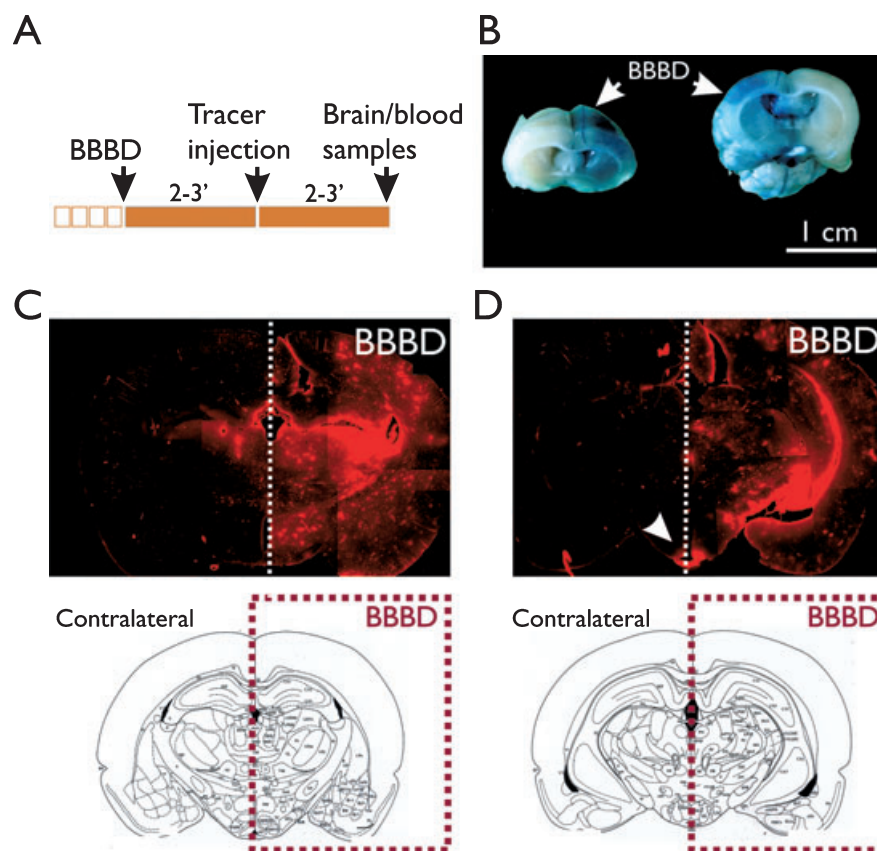 A
BBBD
Tracer
injection
Brain/blood
samples
2-3'
2-3'
B
BBBD
1 cm
C
BBBD
D
BBBD
Contralateral
BBBD
Contralateral
BBBD